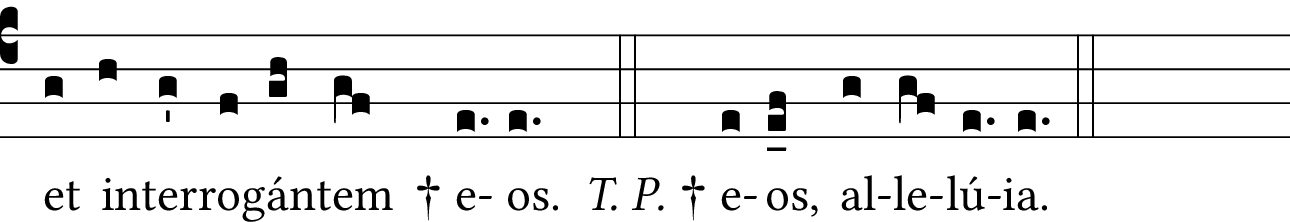 et interrogántem † e- os. T. P. † e-os, al-le-lú-ia.